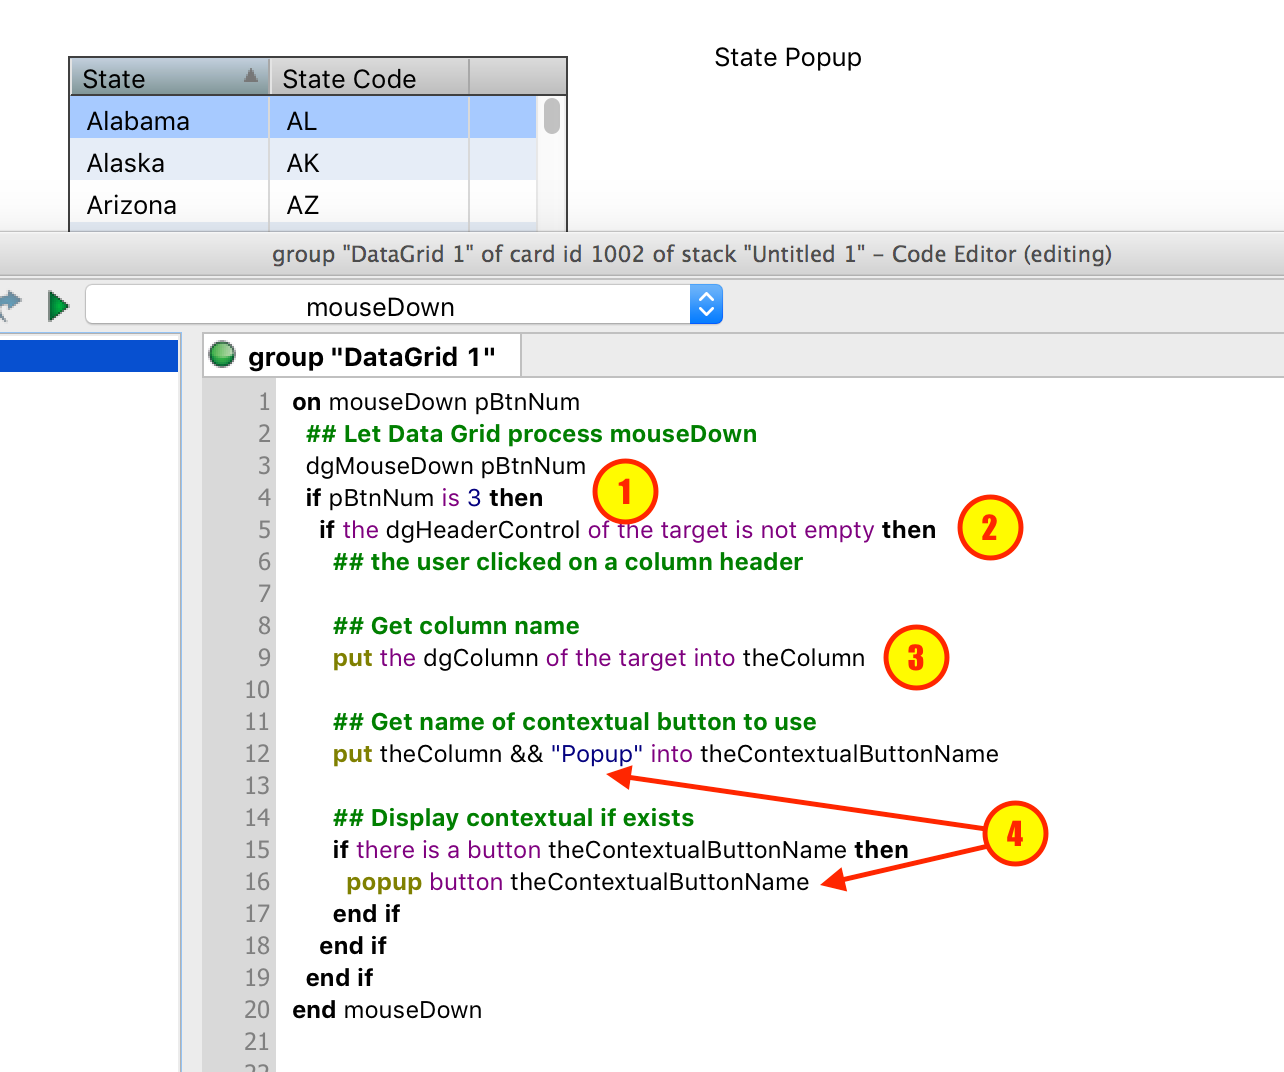 State Popup
State State Code
Alabama AL
Alaska AK
Arizona AZ
group "DataGrid 1" of card id 1002 of stack "Untitled 1" – Code Editor (editing)
mouseDown
group "DataGrid 1"
1 on mouseDown pBtnNum
2 ## Let Data Grid process mouseDown
3 dgMouseDown pBtnNum
1
4 if pBtnNum is 3 then
5 if the dgHeaderControl of the target is not empty then
2
6 ## the user clicked on a column header
7
8 ## Get column name
9 put the dgColumn of the target into theColumn
3
10
11 ## Get name of contextual button to use
12 put theColumn && "Popup" into theContextualButtonName
13
14 ## Display contextual if exists
4
15 if there is a button theContextualButtonName then
16 popup button theContextualButtonName
17 end if
18 end if
19 end if
20 end mouseDown
21
22